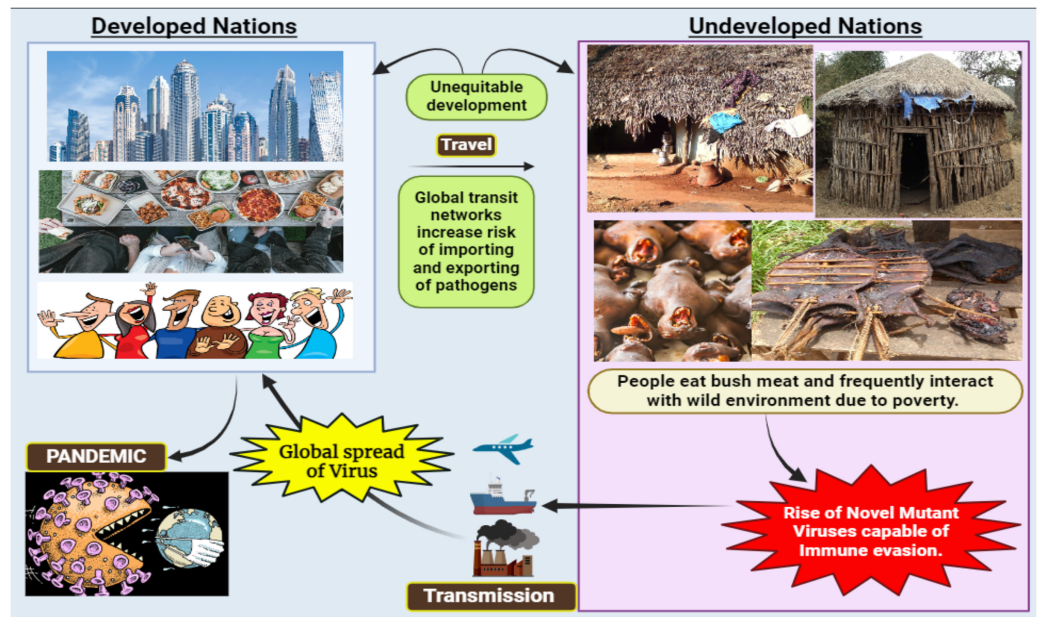 Developed Nations
Undeveloped Nations
Unequitable
development
Travel
Global transit
networks
increase risk
of importing
and exporting
of pathogens
People eat bush meat and frequently interact
with wild environment due to poverty.
Rise of Novel Mutant
Viruses capable of
Immune evasion.
Transmission
Global spread
of Virus
PANDEMIC